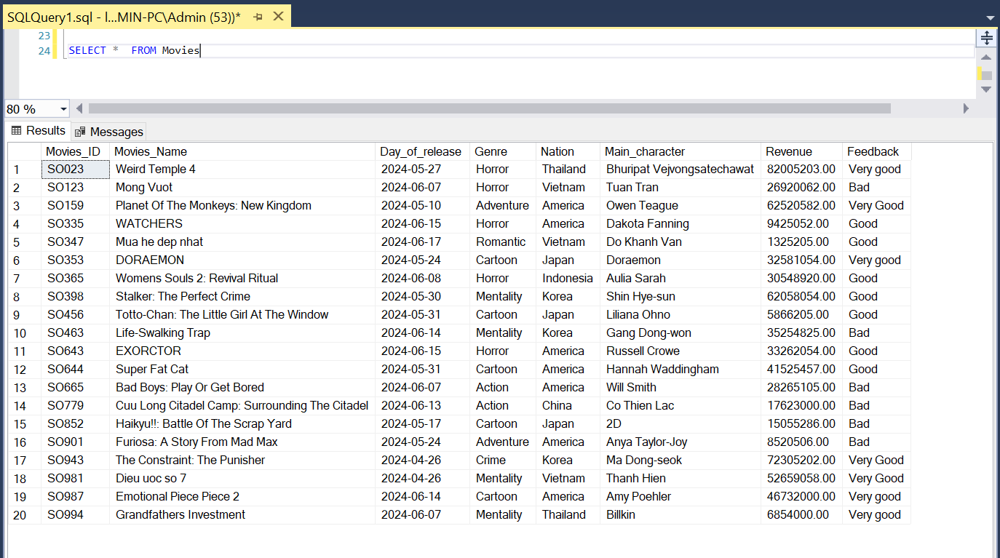 SQLQuery1.sql - l...MIN-PC\Admin (53))*
23
24 SELECT * FROM Movies
80 %
Results Messages
Movies_ID Movies_Name Day_of_release Genre Nation Main_character Revenue Feedback
1 SO023 Weird Temple 4 2024-05-27 Horror Thailand Bhuripat Vejvongsatechawat 82005203.00 Very good
2 SO123 Mong Vuot 2024-06-07 Horror Vietnam Tuan Tran 26920062.00 Bad
3 SO159 Planet Of The Monkeys: New Kingdom 2024-05-10 Adventure America Owen Teague 62520582.00 Very Good
4 SO335 WATCHERS 2024-06-15 Horror America Dakota Fanning 9425052.00 Good
5 SO347 Mua he dep nhat 2024-06-17 Romantic Vietnam Do Khanh Van 1325205.00 Good
6 SO353 DORAEMON 2024-05-24 Cartoon Japan Doraemon 32581054.00 Very good
7 SO365 Womens Souls 2: Revival Ritual 2024-06-08 Horror Indonesia Aulia Sarah 30548920.00 Good
8 SO398 Stalker: The Perfect Crime 2024-05-30 Mentality Korea Shin Hye-sun 62058054.00 Good
9 SO456 Totto-Chan: The Little Girl At The Window 2024-05-31 Cartoon Japan Liliana Ohno 5866205.00 Good
10 SO463 Life-Swalking Trap 2024-06-14 Mentality Korea Gang Dong-won 35254825.00 Bad
11 SO643 EXORCTOR 2024-06-15 Horror America Russell Crowe 33262054.00 Good
12 SO644 Super Fat Cat 2024-05-31 Cartoon America Hannah Waddingham 41525457.00 Good
13 SO665 Bad Boys: Play Or Get Bored 2024-06-07 Action America Will Smith 28265105.00 Bad
14 SO779 Cuu Long Citadel Camp: Surrounding The Citadel 2024-06-13 Action China Co Thien Lac 17623000.00 Bad
15 SO852 Haikyu!!: Battle Of The Scrap Yard 2024-05-17 Cartoon Japan 2D 15055286.00 Bad
16 SO901 Furiosa: A Story From Mad Max 2024-05-24 Adventure America Anya Taylor-Joy 8520506.00 Bad
17 SO943 The Constraint: The Punisher 2024-04-26 Crime Korea Ma Dong-seok 72305202.00 Very Good
18 SO981 Dieu uoc so 7 2024-04-26 Mentality Vietnam Thanh Hien 52659058.00 Very Good
19 SO987 Emotional Piece Piece 2 2024-06-14 Cartoon America Amy Poehler 46732000.00 Very good
20 SO994 Grandfathers Investment 2024-06-07 Mentality Thailand Billkin 6854000.00 Very good